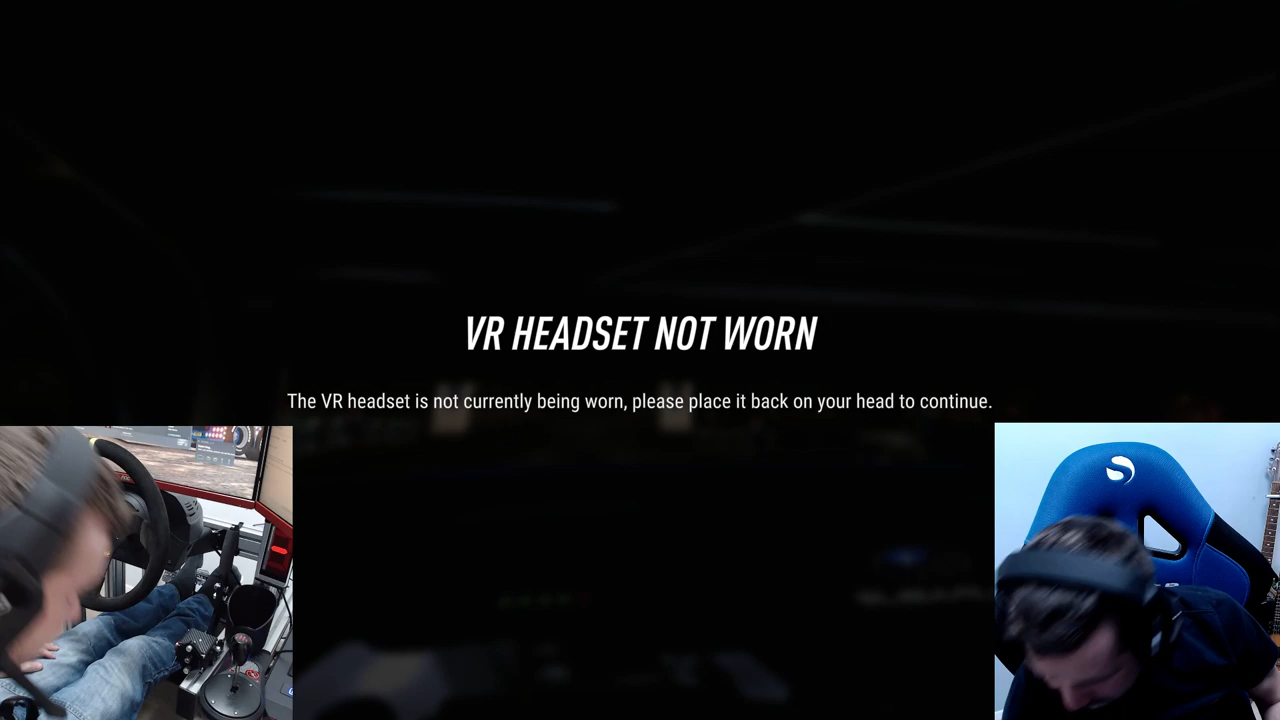 VR HEADSET NOT WORN
The VR headset is not currently being worn, please place it back on your head to continue.